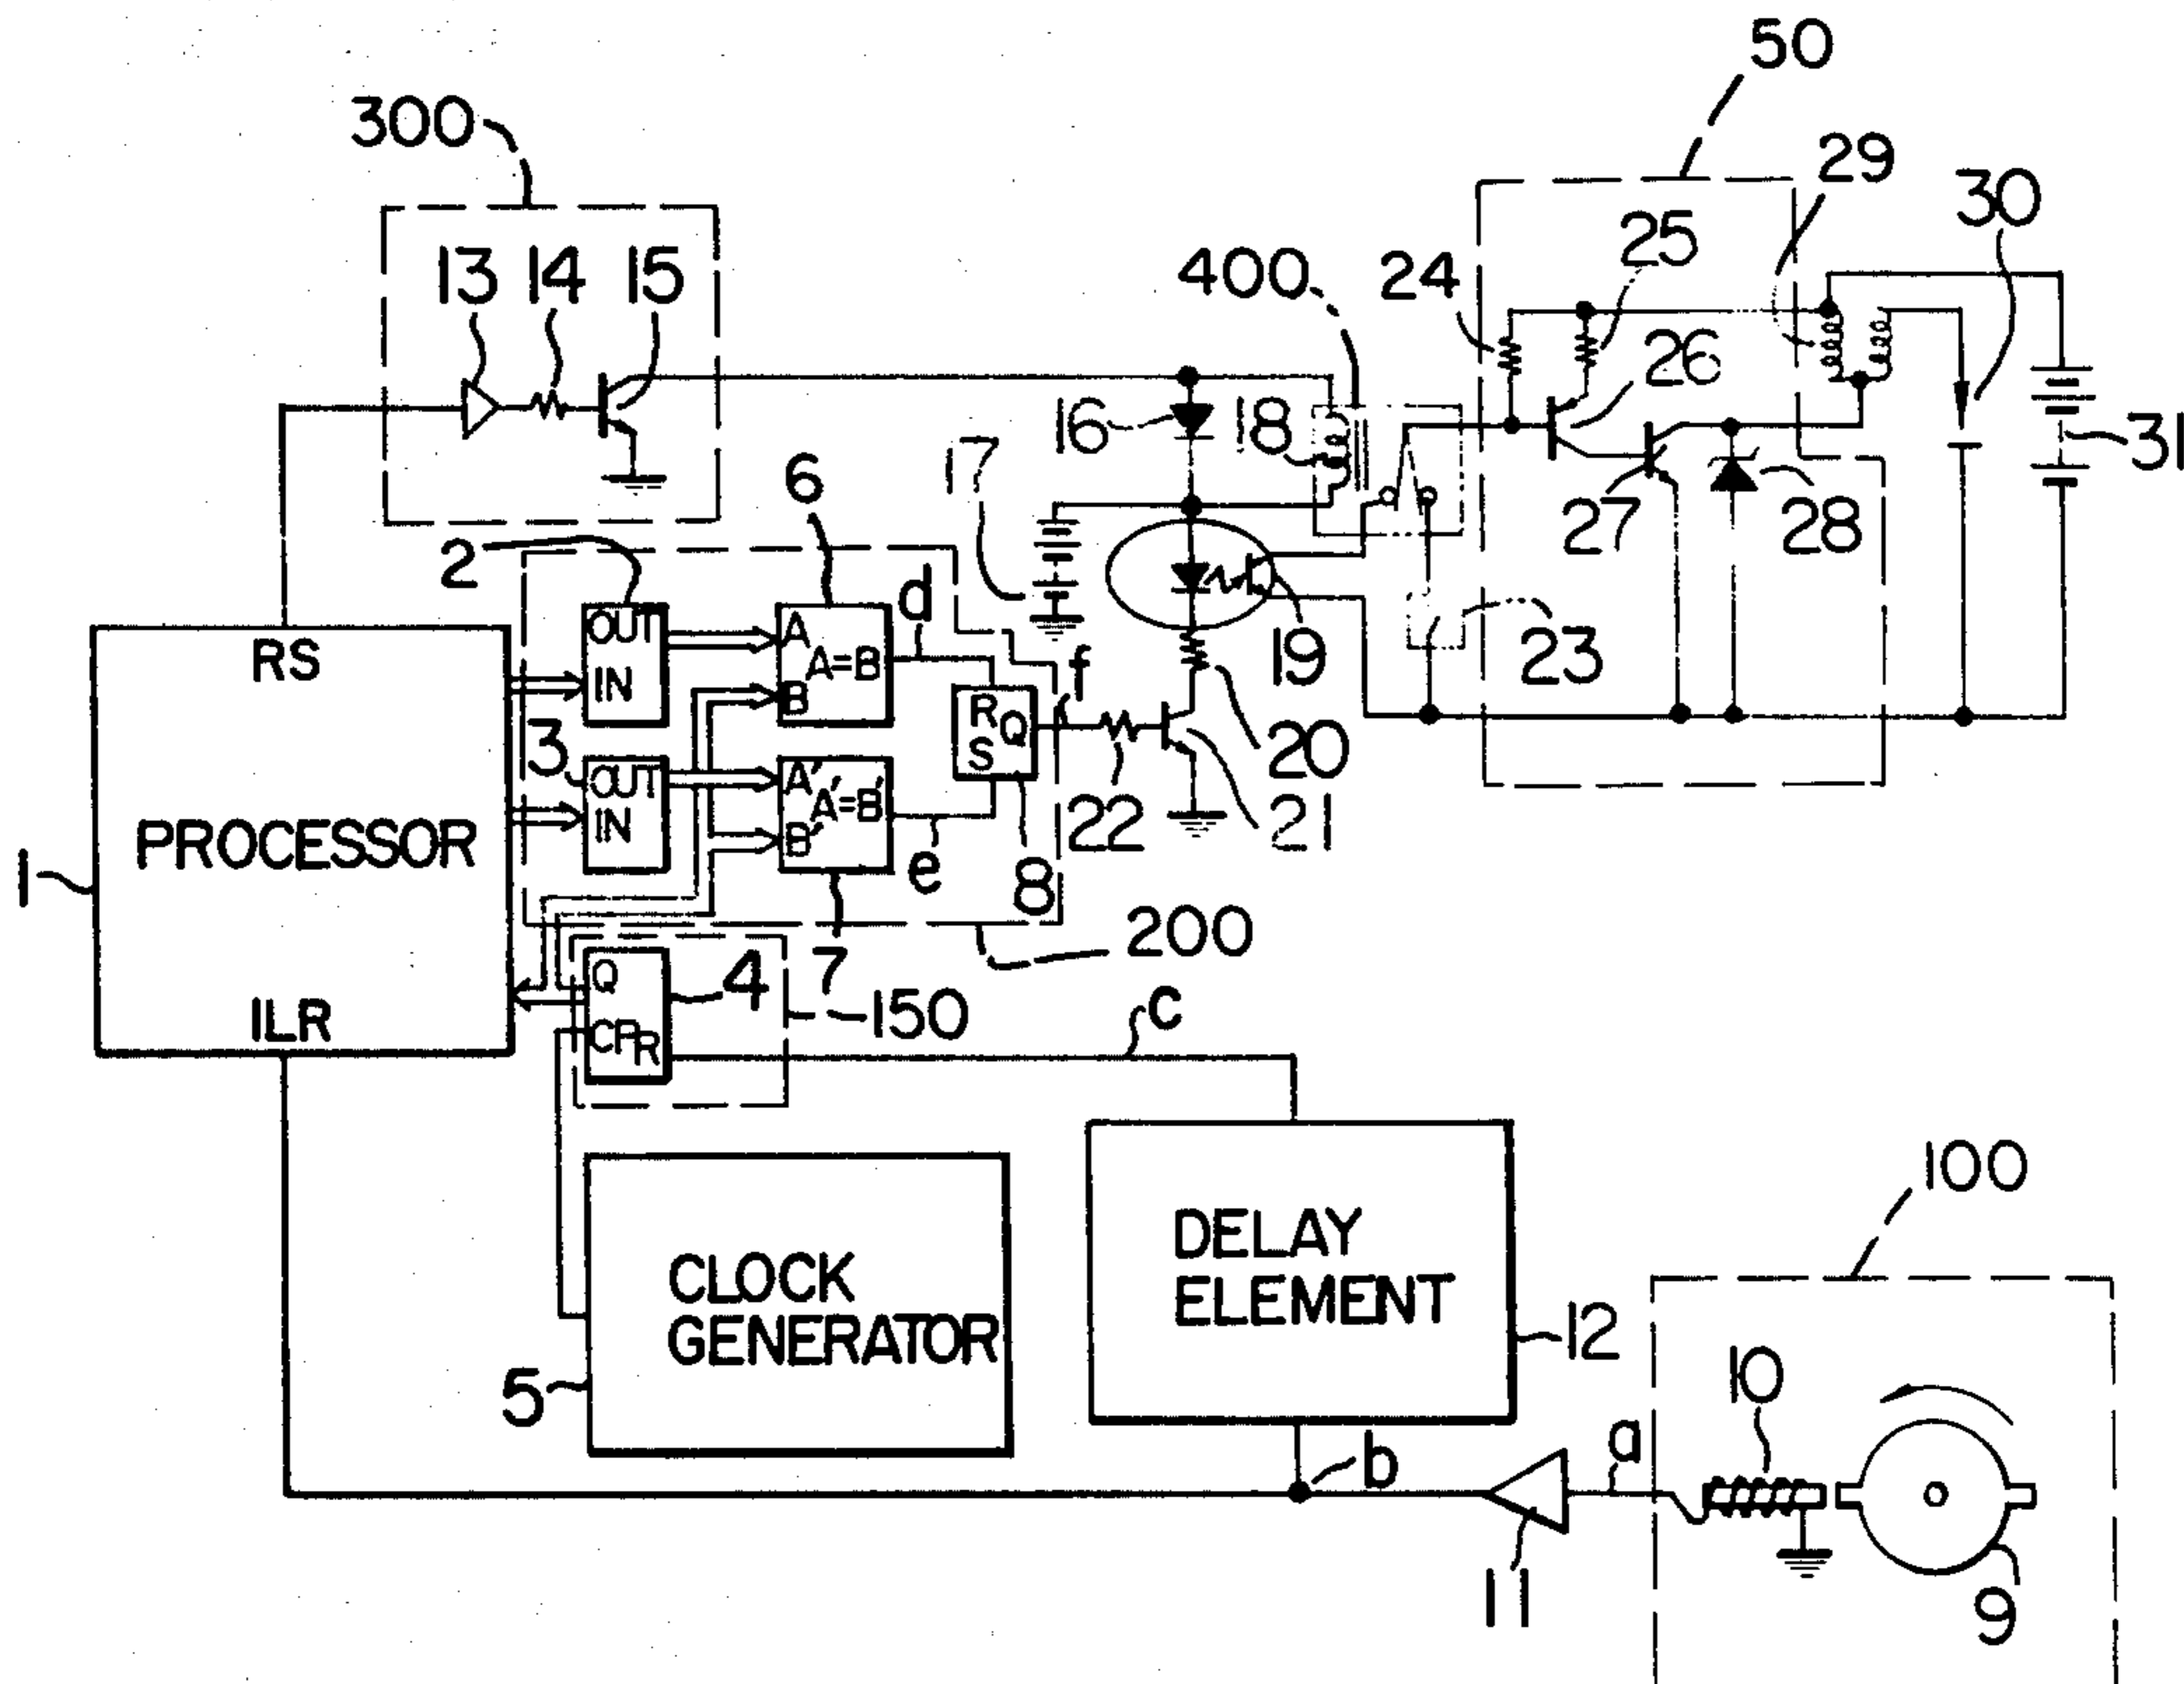 50
300
29
30
13 14 15
25
400
24
26
16
18
31
17
6
27
28
2
d
OUT
IN
A
A=B
B
f
19
23
RS
R
Q
S
3
OUT
IN
A'
A'=B'
B'
20
22
21
PROCESSOR
1
e
8
7
200
Q
CP
R
4
150
c
ILR
100
DELAY
ELEMENT
12
CLOCK
GENERATOR
5
10
a
b
11
9